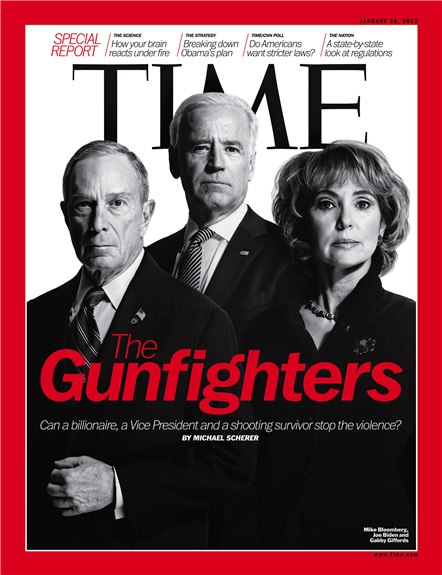 JANUARY 28, 2013
SPECIAL
REPORT
THE SCIENCE
How your brain
reacts under fire
THE STRATEGY
Breaking down
Obama's plan
TIME/CNN POLL
Do Americans
want stricter laws?
THE NATION
A state-by-state
look at regulations
TIME
The
Gunfighters
Can a billionaire, a Vice President and a shooting survivor stop the violence?
BY MICHAEL SCHERER
Mike Bloomberg,
Joe Biden and
Gabby Giffords
www.time.com